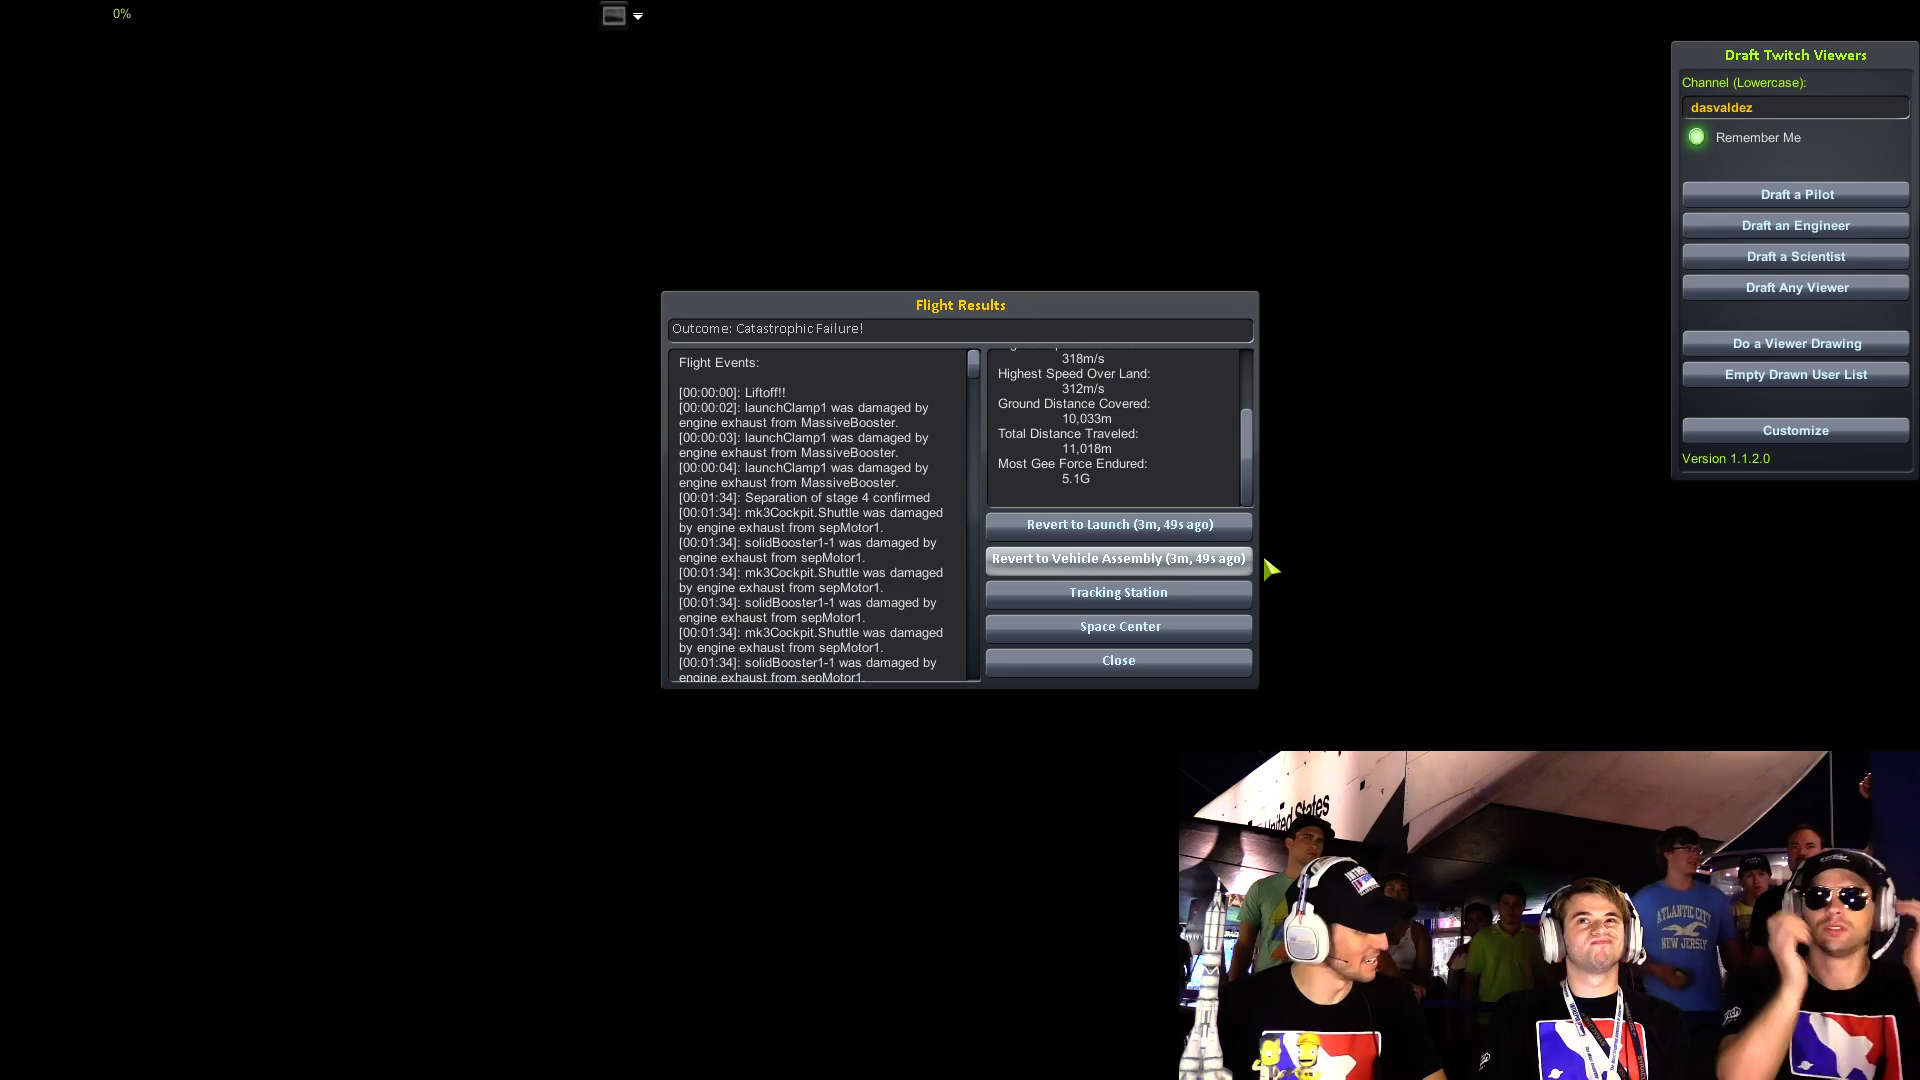 0%
Draft Twitch Viewers
Channel (Lowercase):
dasvaldez
Remember Me
Draft a Pilot
Draft an Engineer
Draft a Scientist
Draft Any Viewer
Do a Viewer Drawing
Empty Drawn User List
Customize
Version 1.1.2.0
Flight Results
Outcome: Catastrophic Failure!
Flight Events:
[00:00:00]: Liftoff!!
[00:00:02]: launchClamp1 was damaged by
engine exhaust from MassiveBooster.
[00:00:03]: launchClamp1 was damaged by
engine exhaust from MassiveBooster.
[00:00:04]: launchClamp1 was damaged by
engine exhaust from MassiveBooster.
[00:01:34]: Separation of stage 4 confirmed
[00:01:34]: mk3Cockpit.Shuttle was damaged
by engine exhaust from sepMotor1.
[00:01:34]: solidBooster1-1 was damaged by
engine exhaust from sepMotor1.
[00:01:34]: mk3Cockpit.Shuttle was damaged
by engine exhaust from sepMotor1.
[00:01:34]: solidBooster1-1 was damaged by
engine exhaust from sepMotor1.
[00:01:34]: mk3Cockpit.Shuttle was damaged
by engine exhaust from sepMotor1.
[00:01:34]: solidBooster1-1 was damaged by
engine exhaust from sepMotor1.
318m/s
Highest Speed Over Land:
312m/s
Ground Distance Covered:
10,033m
Total Distance Traveled:
11,018m
Most Gee Force Endured:
5.1G
Revert to Launch (3m, 49s ago)
Revert to Vehicle Assembly (3m, 49s ago)
Tracking Station
Space Center
Close
United States
ATLANTIC CITY
NEW JERSEY